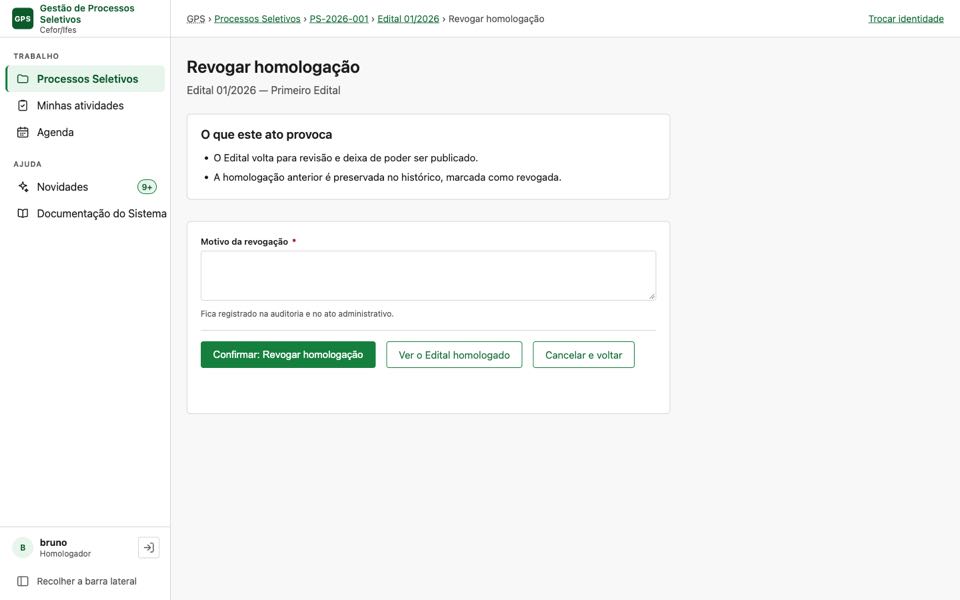 GPS
Gestão de Processos
Seletivos
Cefor/Ifes
GPS › Processos Seletivos › PS-2026-001 › Edital 01/2026 › Revogar homologação
Trocar identidade
TRABALHO
Processos Seletivos
Minhas atividades
Agenda
AJUDA
Novidades 9+
Documentação do Sistema
Revogar homologação
Edital 01/2026 — Primeiro Edital
O que este ato provoca
• O Edital volta para revisão e deixa de poder ser publicado.
• A homologação anterior é preservada no histórico, marcada como revogada.
Motivo da revogação *
Fica registrado na auditoria e no ato administrativo.
Confirmar: Revogar homologação
Ver o Edital homologado
Cancelar e voltar
B
bruno
Homologador
Recolher a barra lateral